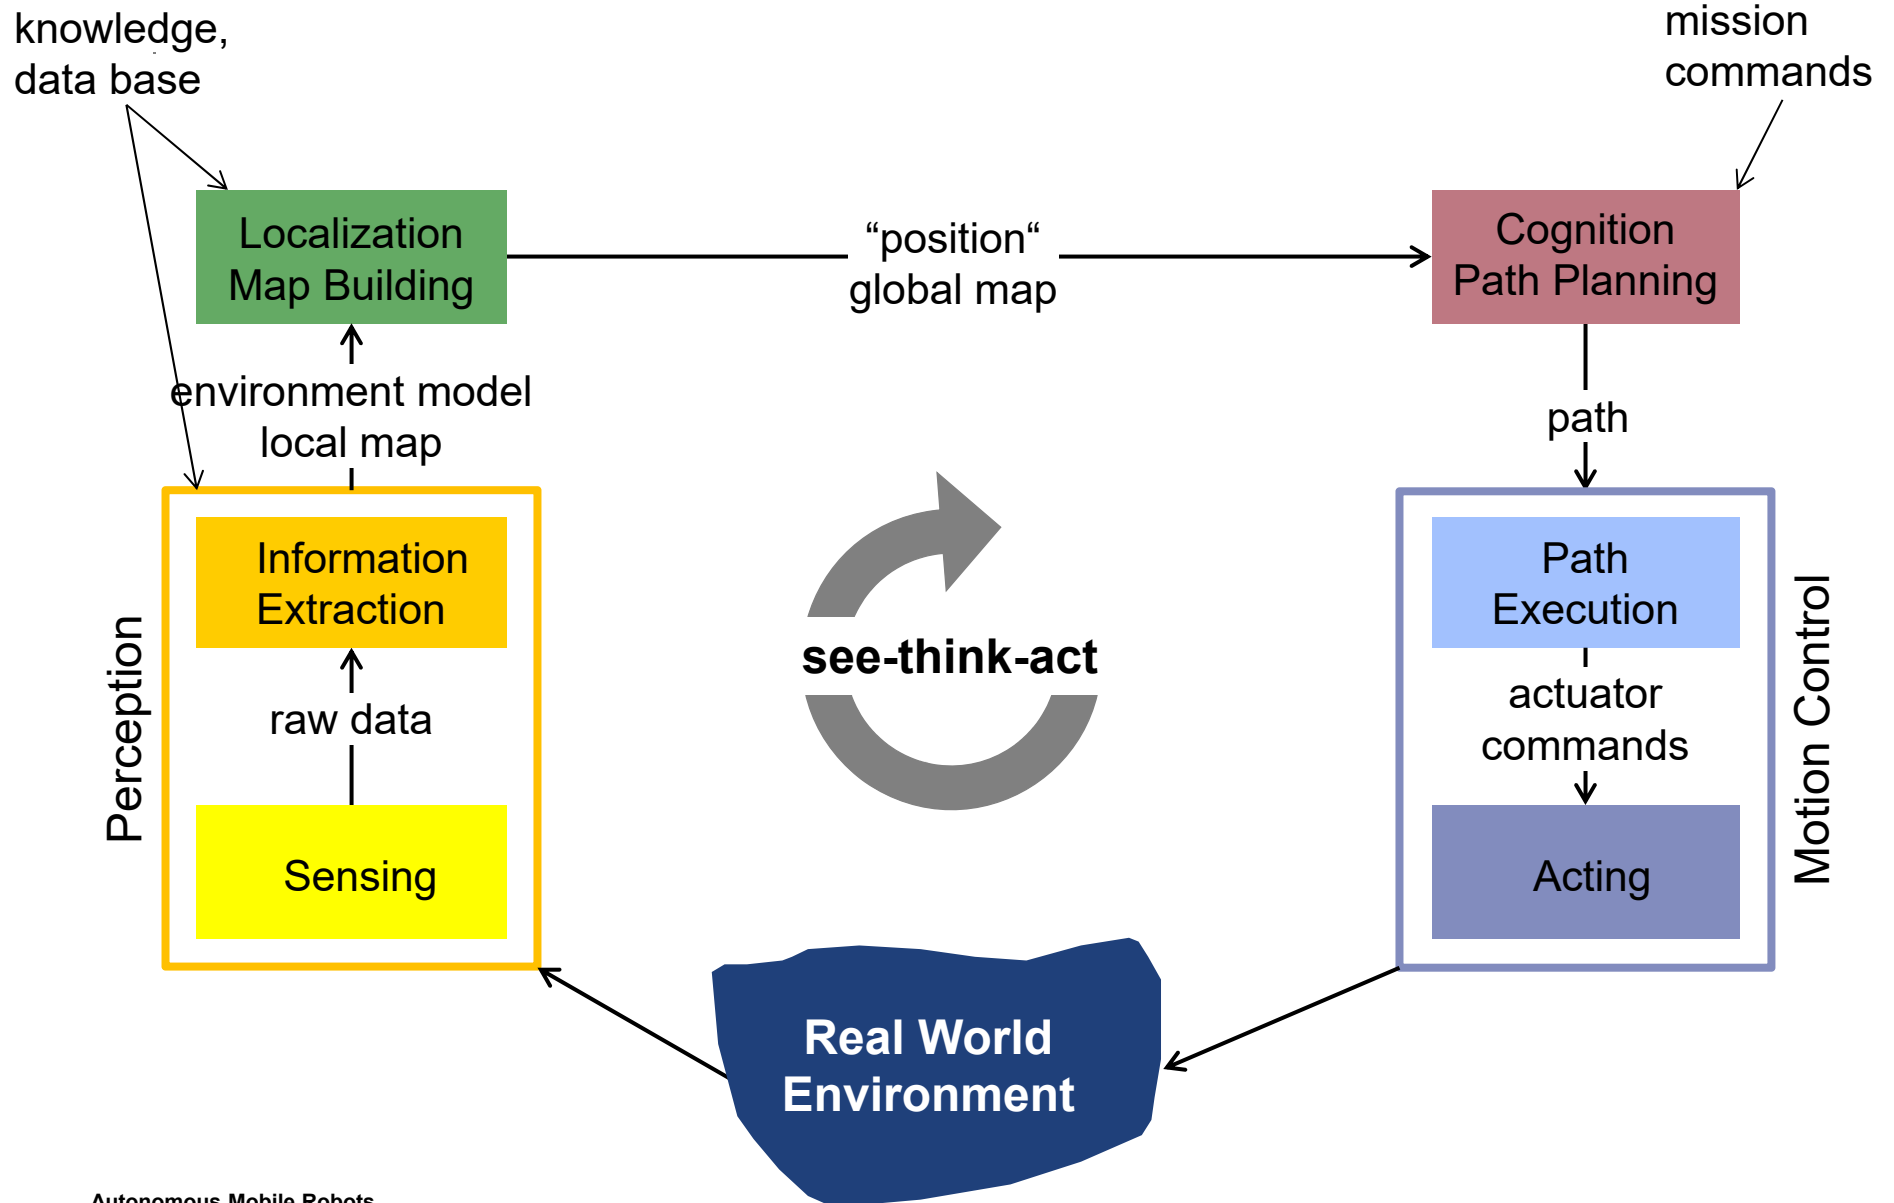 knowledge,
data base
mission
commands
Localization
Map Building
“position“
global map
Cognition
Path Planning
environment model
local map
path
Perception
Information
Extraction
raw data
Sensing
see-think-act
Path
Execution
actuator
commands
Acting
Motion Control
Real World
Environment
Autonomous Mobile Robots